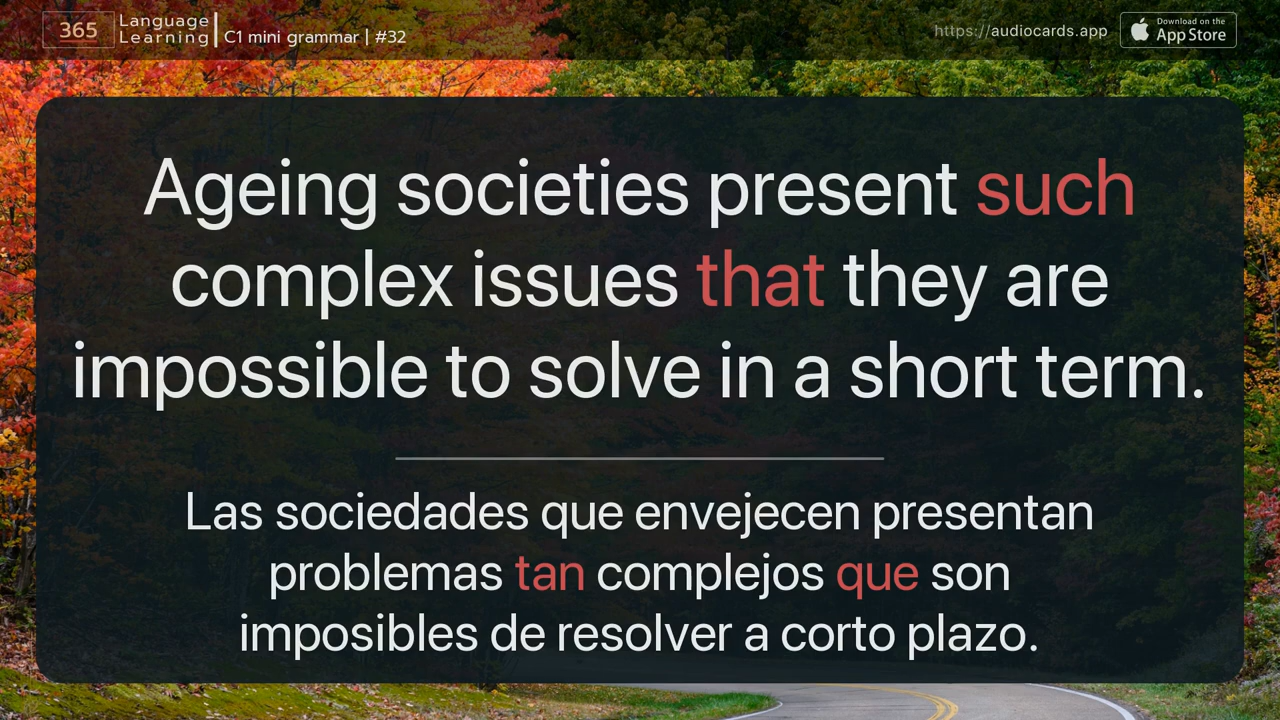 365
Language
Learning
C1 mini grammar | #32
https://audiocards.app
Download on the
App Store
Ageing societies present such
complex issues that they are
impossible to solve in a short term.
Las sociedades que envejecen presentan
problemas tan complejos que son
imposibles de resolver a corto plazo.